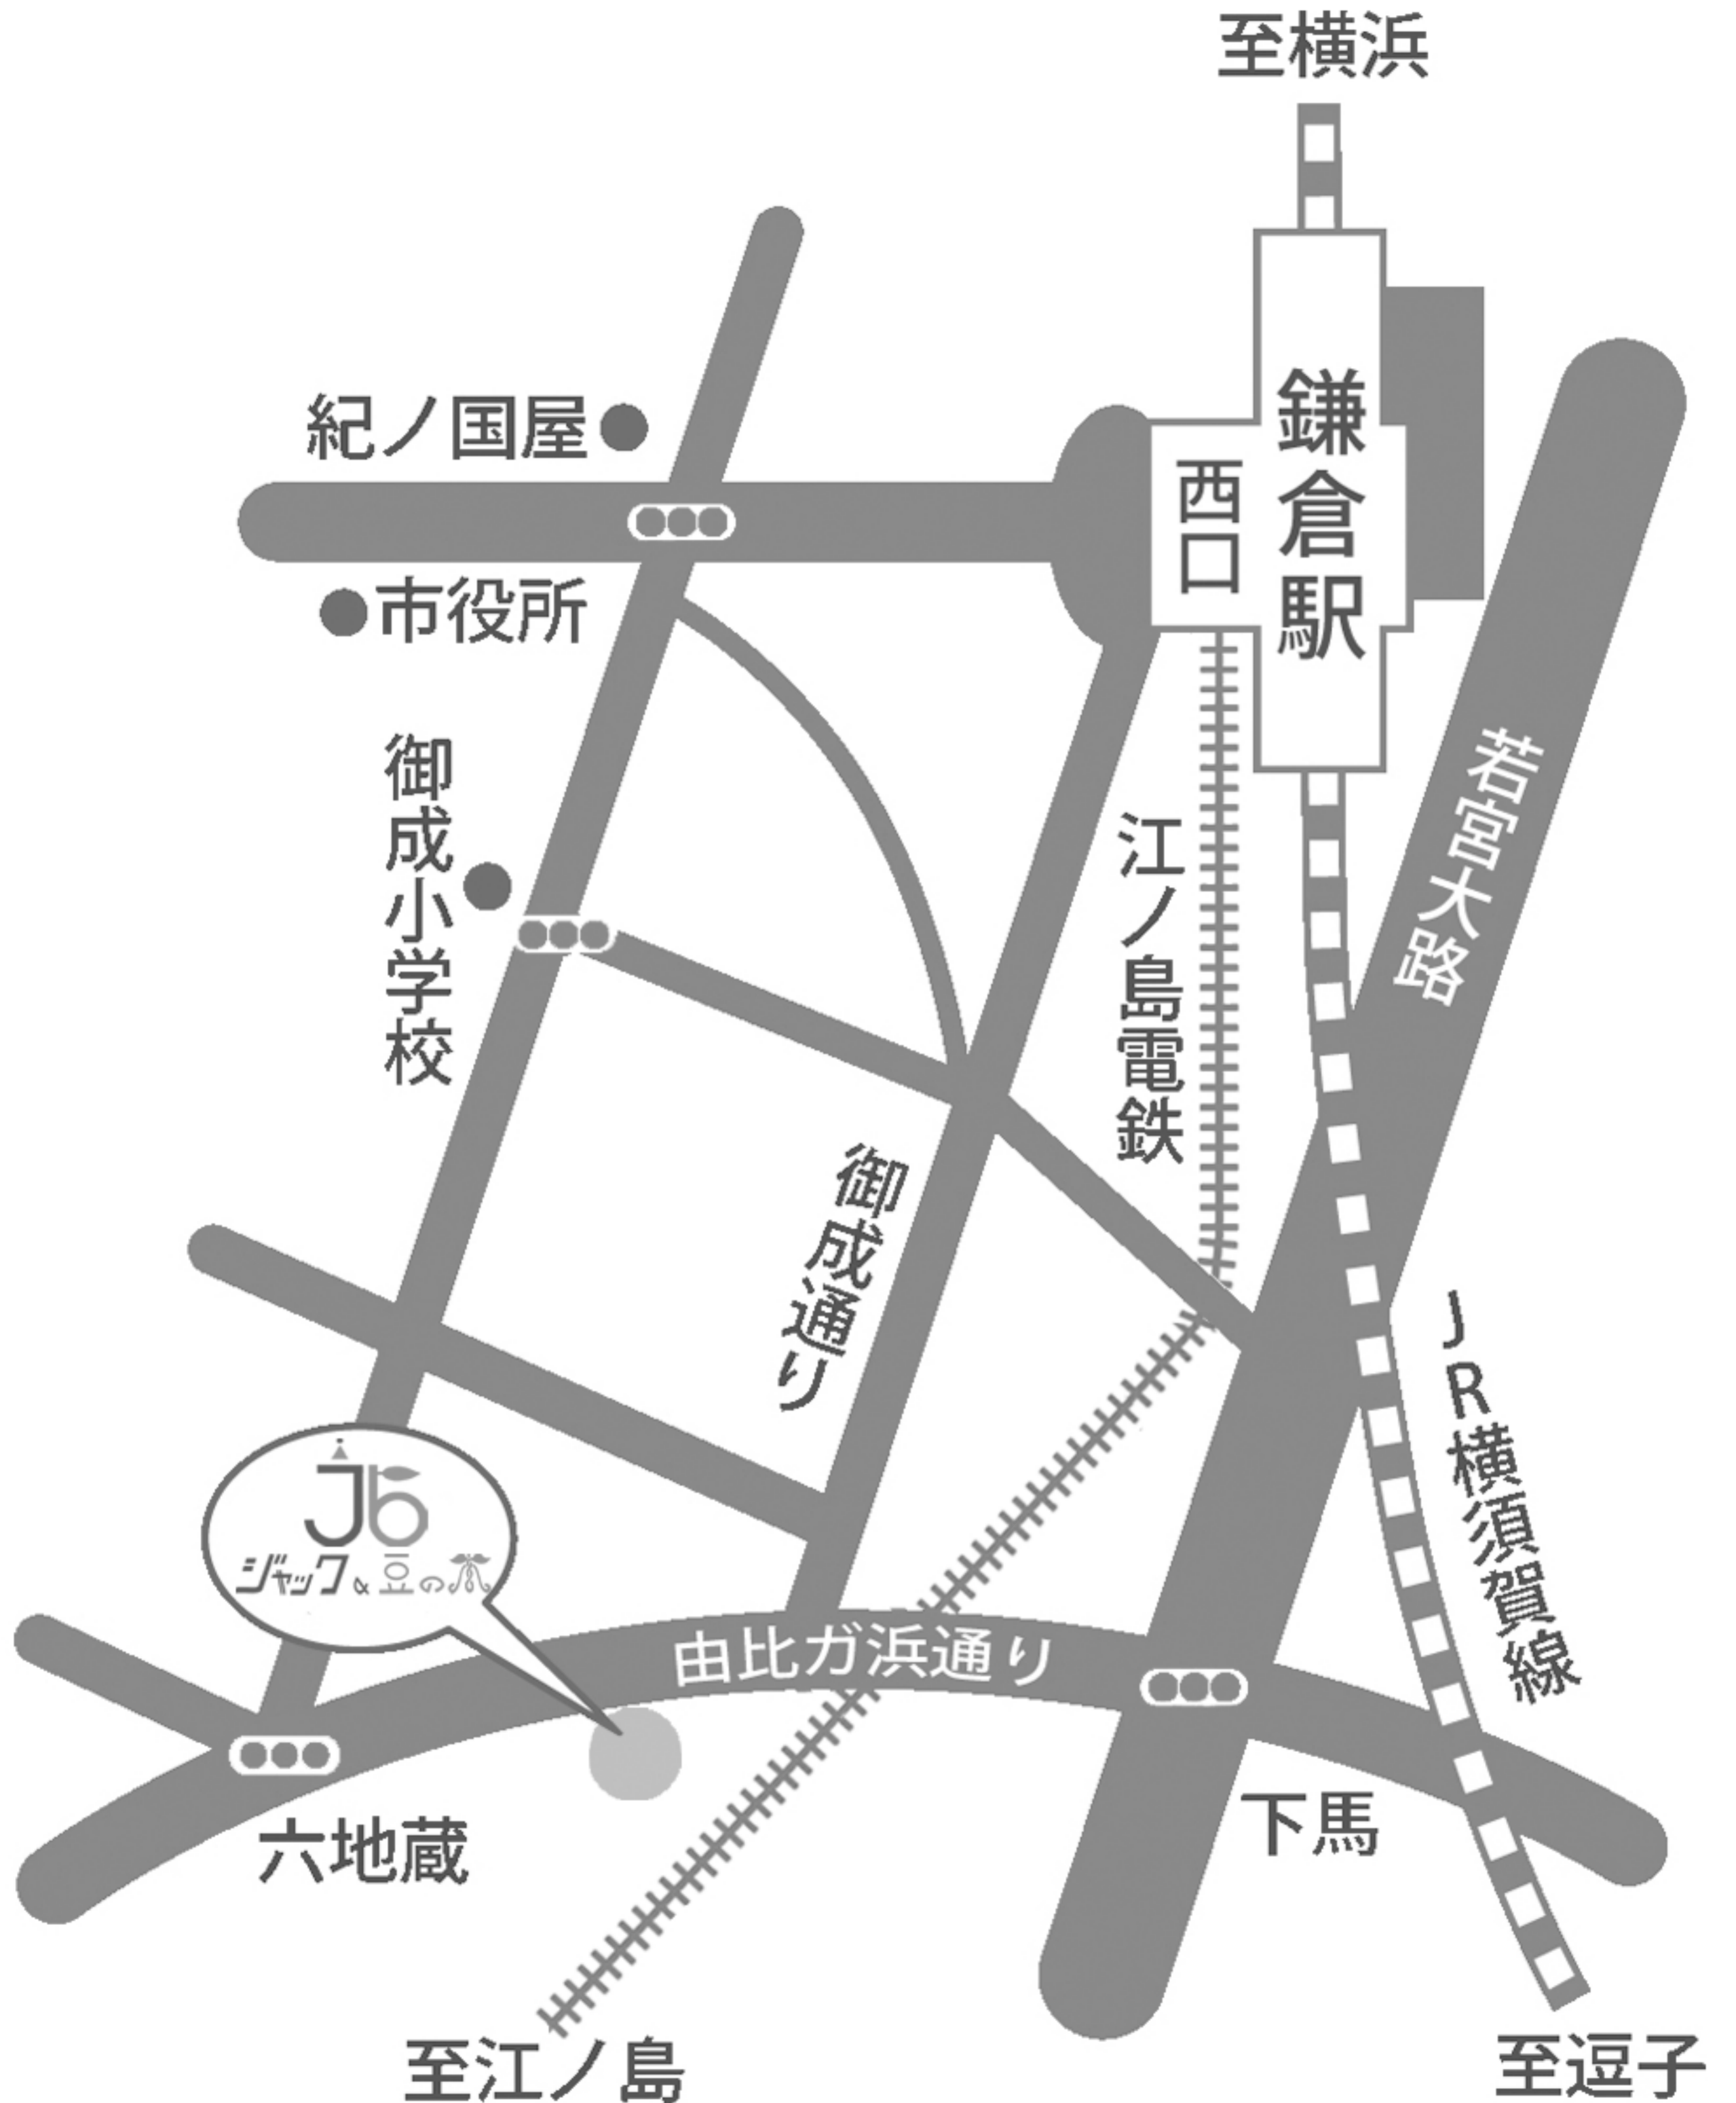 至横浜
鎌倉駅
西口
紀ノ国屋
市役所
御成小学校
江ノ島電鉄
若宮大路
御成通り
JR横須賀線
Jb
ジャック&豆の木
由比ガ浜通り
六地蔵
下馬
至江ノ島
至逗子